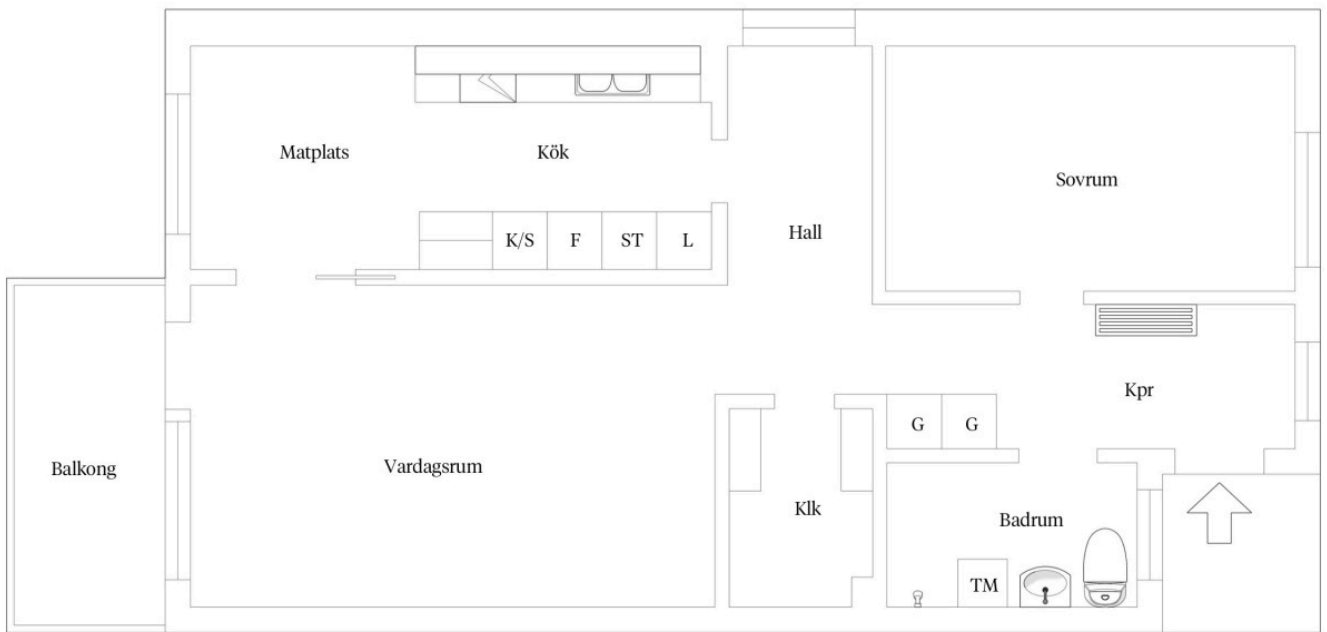 Matplats
Kök
Sovrum
Hall
K/S
F
ST
L
Kpr
G
G
Balkong
Vardagsrum
Klk
Badrum
TM